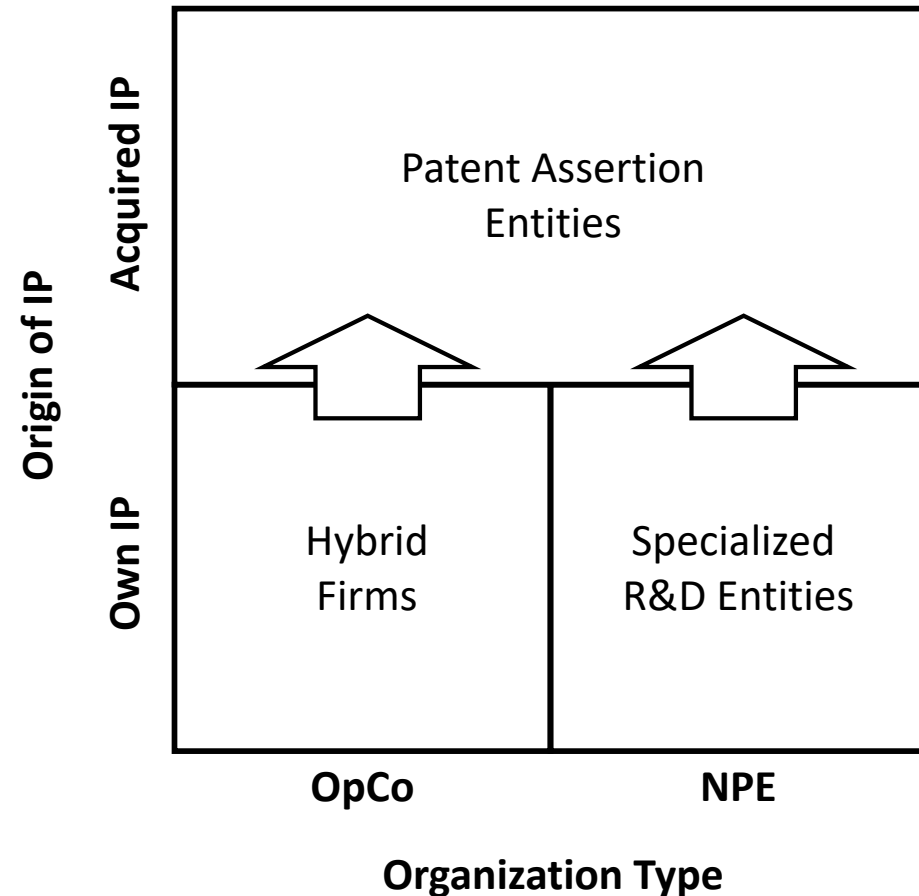 Origin of IP
Acquired IP
Own IP
Patent Assertion
Entities
Hybrid
Firms
Specialized
R&D Entities
OpCo
NPE
Organization Type